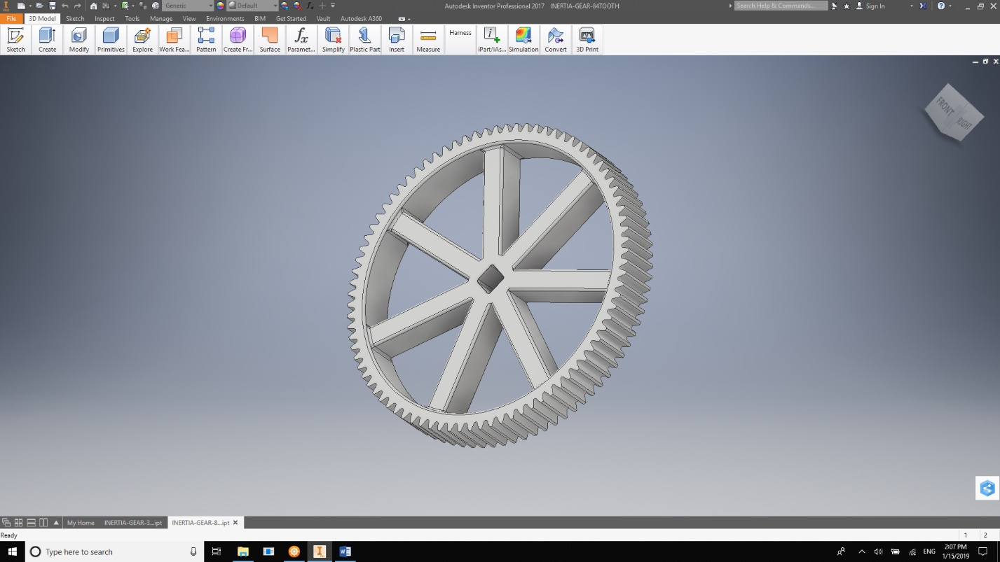 Generic
Default
Autodesk Inventor Professional 2017 INERTIA-GEAR-84TOOTH
Search Help & Commands...
Sign In
File 3D Model Sketch Inspect Tools Manage View Environments BIM Get Started Vault Autodesk A360
Sketch Create Modify Primitives Explore Work Fea... Pattern Create Fr... Surface Paramet... Simplify Plastic Part Insert Measure Harness iPart/iAs... Simulation Convert 3D Print
FRONT RIGHT
My Home INERTIA-GEAR-3...ipt INERTIA-GEAR-8...ipt
Ready 1 2
Type here to search
ENG
2:07 PM
1/15/2019